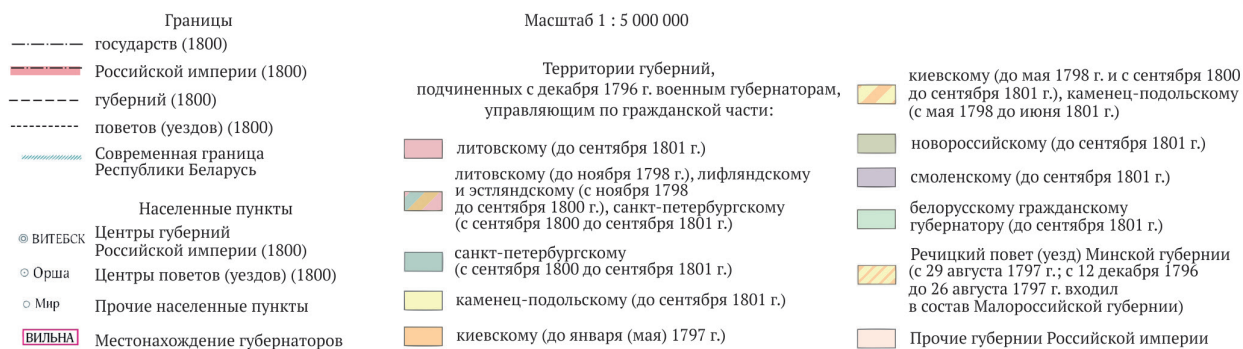 Границы
государств (1800)
Российской империи (1800)
губерний (1800)
поветов (уездов) (1800)
Современная граница
Республики Беларусь
Населенные пункты
ВИТЕБСК Центры губерний
Российской империи (1800)
Орша Центры поветов (уездов) (1800)
Мир Прочие населенные пункты
ВИЛЬНА Местонахождение губернаторов
Масштаб 1 : 5 000 000
Территории губерний,
подчиненных с декабря 1796 г. военным губернаторам,
управляющим по гражданской части:
литовскому (до сентября 1801 г.)
литовскому (до ноября 1798 г.), лифляндскому
и эстляндскому (с ноября 1798
до сентября 1800 г.), санкт-петербургскому
(с сентября 1800 до сентября 1801 г.)
санкт-петербургскому
(с сентября 1800 до сентября 1801 г.)
каменец-подольскому (до сентября 1801 г.)
киевскому (до января (мая) 1797 г.)
киевскому (до мая 1798 г. и с сентября 1800
до сентября 1801 г.), каменец-подольскому
(с мая 1798 до июня 1801 г.)
новороссийскому (до сентября 1801 г.)
смоленскому (до сентября 1801 г.)
белорусскому гражданскому
губернатору (до сентября 1801 г.)
Речицкий повет (уезд) Минской губернии
(с 29 августа 1797 г.; с 12 декабря 1796
до 26 августа 1797 г. входил
в состав Малороссийской губернии)
Прочие губернии Российской империи